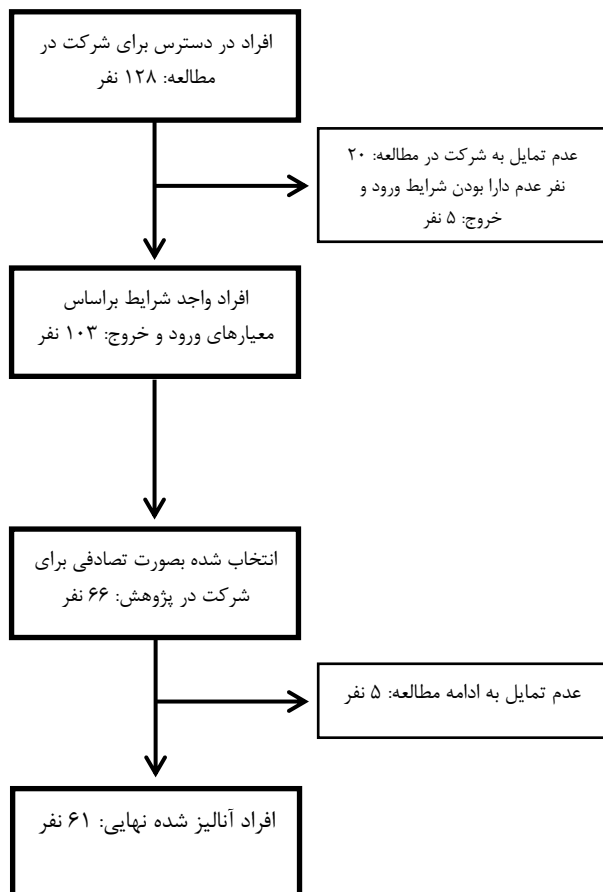 افراد در دسترس برای شرکت در
مطالعه: ۱۲۸ نفر
عدم تمایل به شرکت در مطالعه: ۲۰
نفر عدم دارا بودن شرایط ورود و
خروج: ۵ نفر
افراد واجد شرایط براساس
معیارهای ورود و خروج: ۱۰۳ نفر
انتخاب شده بصورت تصادفی برای
شرکت در پژوهش: ۶۶ نفر
عدم تمایل به ادامه مطالعه: ۵ نفر
افراد آنالیز شده نهایی: ۶۱ نفر